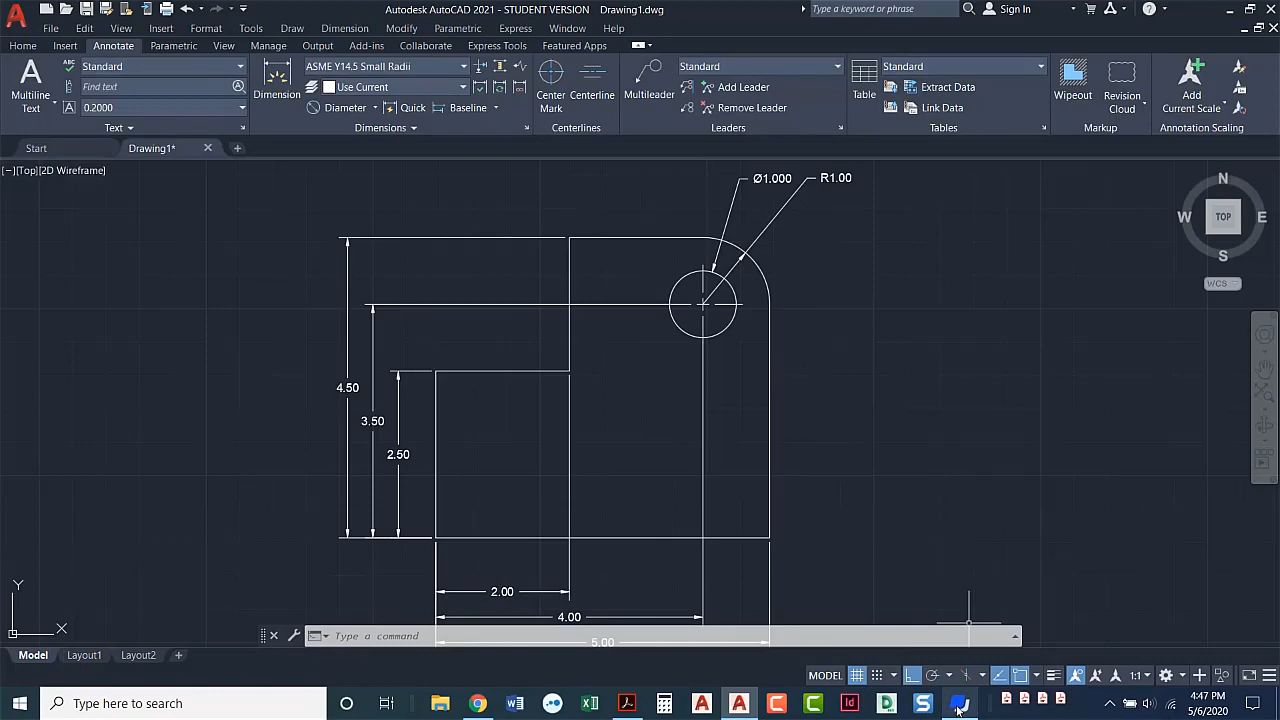 Autodesk AutoCAD 2021 - STUDENT VERSION Drawing1.dwg
Type a keyword or phrase
Sign In
File Edit View Insert Format Tools Draw Dimension Modify Parametric Express Window Help
Home Insert Annotate Parametric View Manage Output Add-ins Collaborate Express Tools Featured Apps
Multiline
Text
Standard
Find text
0.2000
Text
Dimension
ASME Y14.5 Small Radii
Use Current
Diameter Quick Baseline
Dimensions
Center
Mark
Centerline
Centerlines
Multileader
Standard
Add Leader
Remove Leader
Leaders
Table
Standard
Extract Data
Link Data
Tables
Wipeout
Revision
Cloud
Markup
Add
Current Scale
Annotation Scaling
Start Drawing1*
[−][Top][2D Wireframe]
N
W TOP E
S
WCS
Ø1.000 R1.00
4.50
3.50
2.50
2.00
4.00
5.00
Y
X
Type a command
Model Layout1 Layout2
MODEL 1:1
Type here to search
4:47 PM
5/6/2020